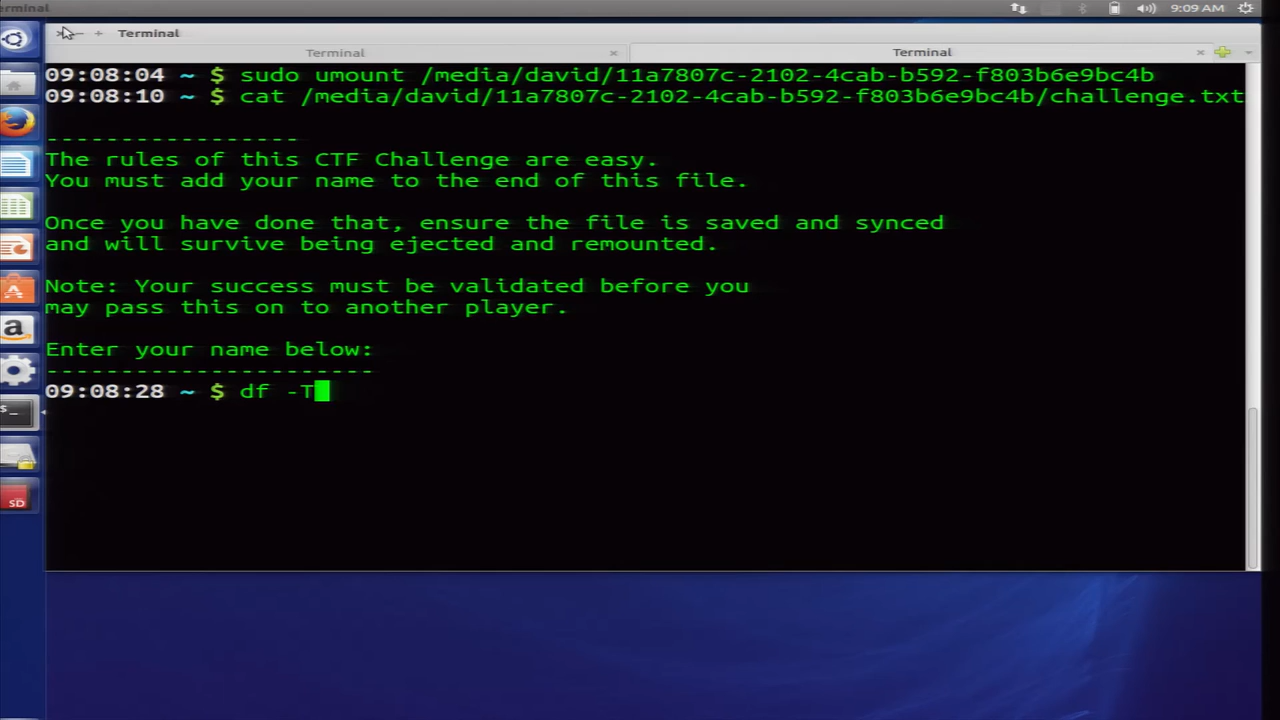 erminal
9:09 AM
Terminal
Terminal
Terminal
09:08:04 ~ $ sudo umount /media/david/11a7807c-2102-4cab-b592-f803b6e9bc4b
09:08:10 ~ $ cat /media/david/11a7807c-2102-4cab-b592-f803b6e9bc4b/challenge.txt
-----------------
The rules of this CTF Challenge are easy.
You must add your name to the end of this file.
Once you have done that, ensure the file is saved and synced
and will survive being ejected and remounted.
Note: Your success must be validated before you
may pass this on to another player.
Enter your name below:
----------------------
09:08:28 ~ $ df -T
a
$_
SD